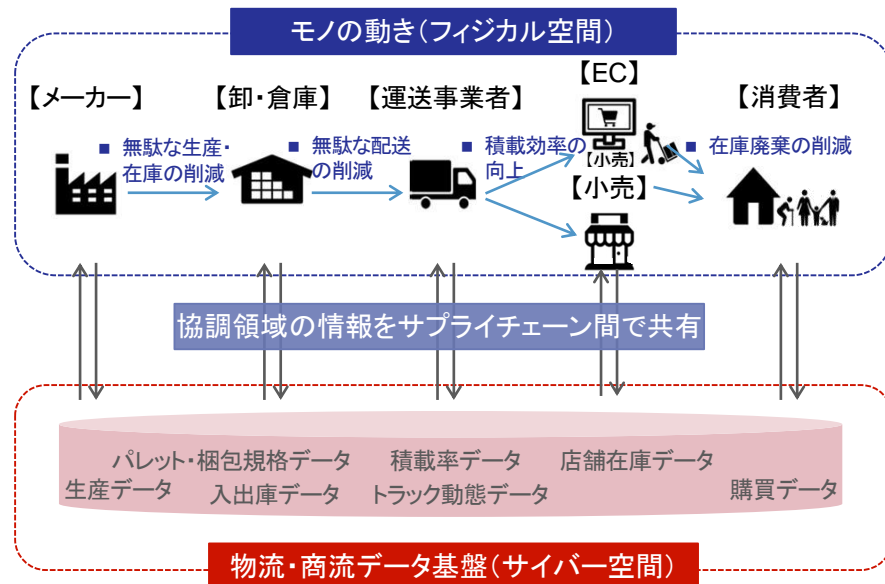 モノの動き(フィジカル空間)
【メーカー】
【卸・倉庫】
【運送事業者】
【EC】
【消費者】
■ 無駄な生産・
在庫の削減
■ 無駄な配送
の削減
■ 積載効率の
向上
【小売】
【小売】
■ 在庫廃棄の削減
協調領域の情報をサプライチェーン間で共有
パレット・梱包規格データ
積載率データ
店舗在庫データ
生産データ
入出庫データ
トラック動態データ
購買データ
物流・商流データ基盤(サイバー空間)